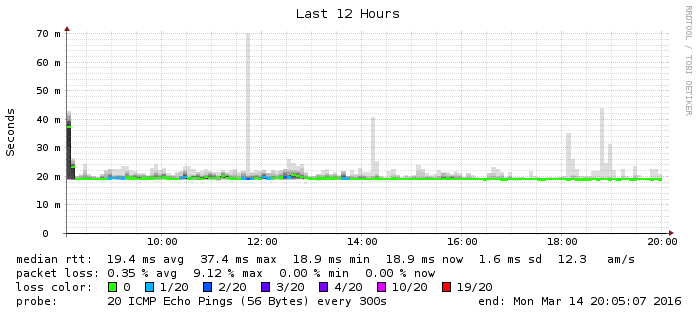 Last 12 Hours
RRDTOOL / TOBI OETIKER
Seconds
70 m
60 m
50 m
40 m
30 m
20 m
10 m
0
10:00 12:00 14:00 16:00 18:00 20:00
median rtt: 19.4 ms avg 37.4 ms max 18.9 ms min 18.9 ms now 1.6 ms sd 12.3 am/s
packet loss: 0.35 % avg 9.12 % max 0.00 % min 0.00 % now
loss color: 0 1/20 2/20 3/20 4/20 10/20 19/20
probe: 20 ICMP Echo Pings (56 Bytes) every 300s end: Mon Mar 14 20:05:07 2016